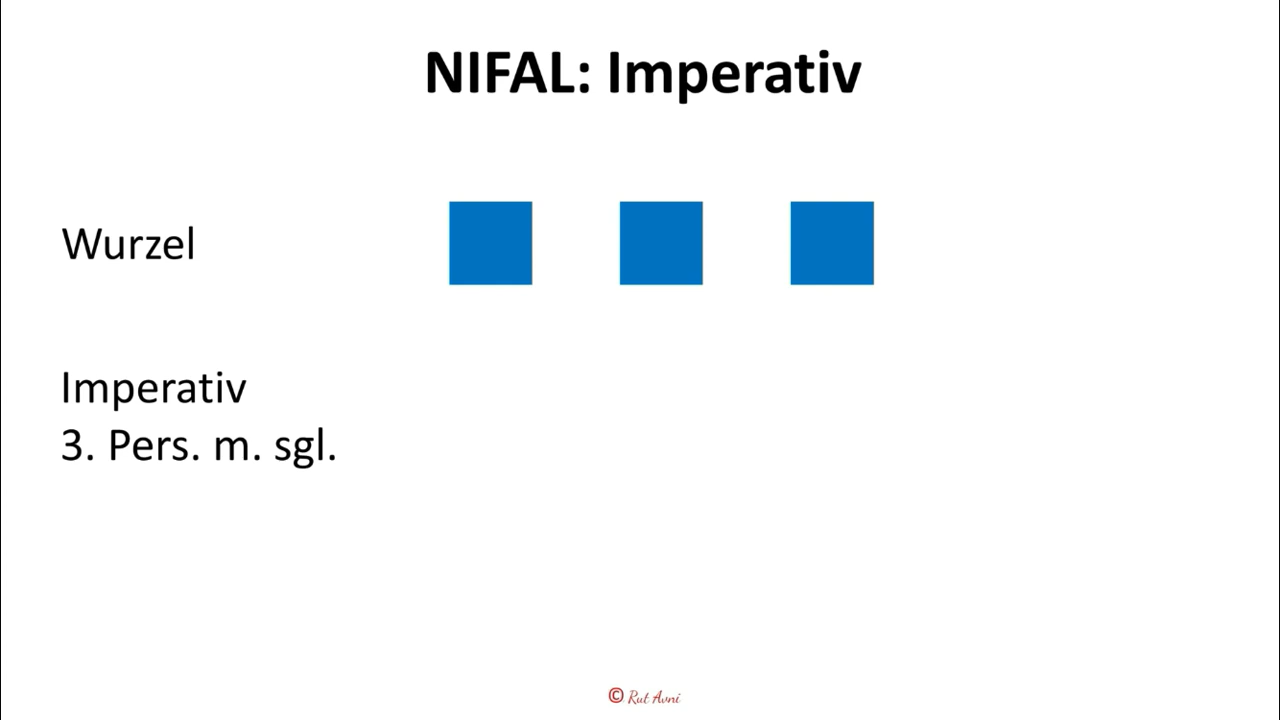 NIFAL: Imperativ
Wurzel
Imperativ
3. Pers. m. sgl.
© Rut Avni